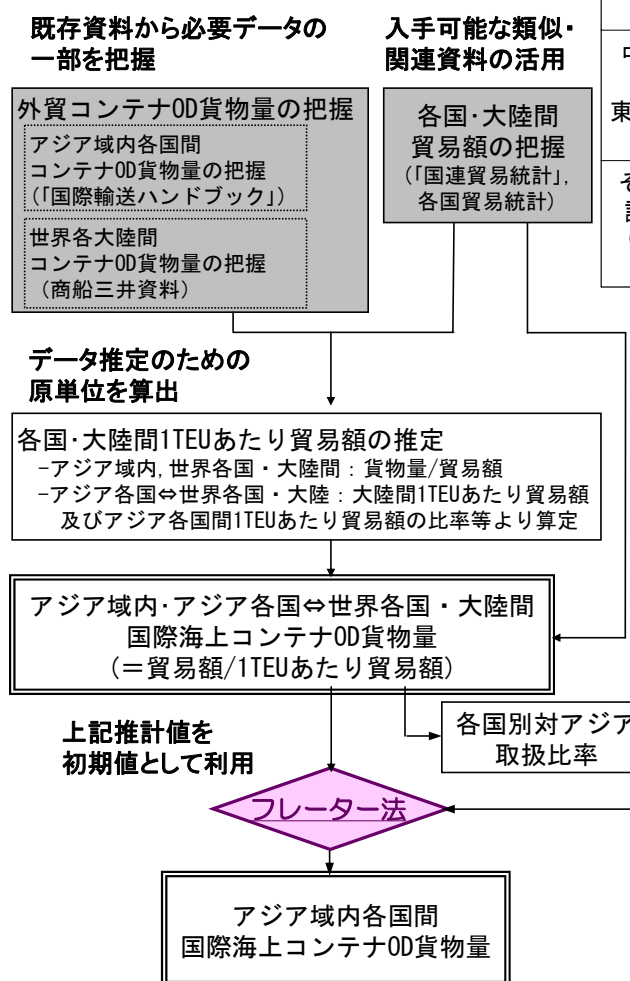 既存資料から必要データの
一部を把握
入手可能な類似・
関連資料の活用
外貿コンテナOD貨物量の把握
アジア域内各国間
コンテナOD貨物量の把握
(「国際輸送ハンドブック」)
世界各大陸間
コンテナOD貨物量の把握
(商船三井資料)
各国・大陸間
貿易額の把握
(「国連貿易統計」,
各国貿易統計)
東
データ推定のための
原単位を算出
各国・大陸間1TEUあたり貿易額の推定
-アジア域内,世界各国・大陸間:貨物量/貿易額
-アジア各国⇔世界各国・大陸:大陸間1TEUあたり貿易額
及びアジア各国間1TEUあたり貿易額の比率等より算定
アジア域内・アジア各国⇔世界各国・大陸間
国際海上コンテナOD貨物量
(=貿易額/1TEUあたり貿易額)
上記推計値を
初期値として利用
各国別対アジア
取扱比率
フレーター法
アジア域内各国間
国際海上コンテナOD貨物量